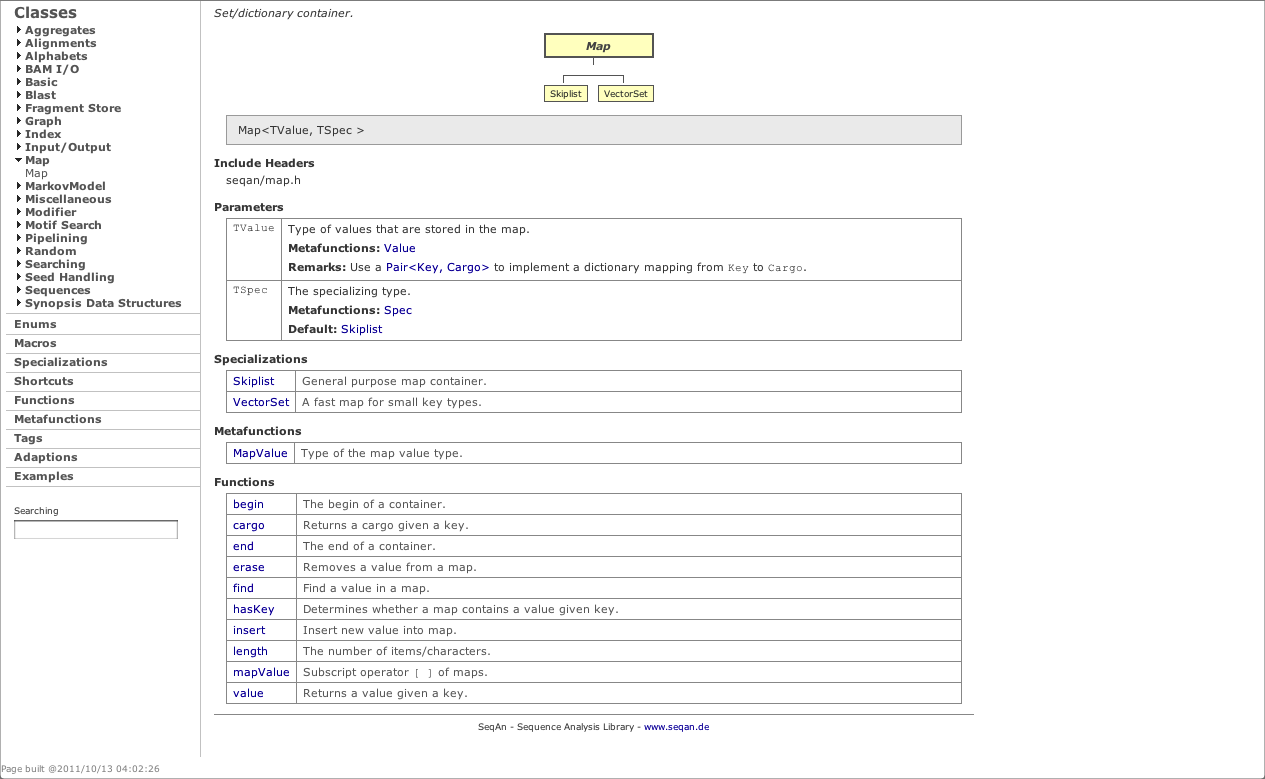 Classes
Aggregates
Alignments
Alphabets
BAM I/O
Basic
Blast
Fragment Store
Graph
Index
Input/Output
Map
Map
MarkovModel
Miscellaneous
Modifier
Motif Search
Pipelining
Random
Searching
Seed Handling
Sequences
Synopsis Data Structures
Enums
Macros
Specializations
Shortcuts
Functions
Metafunctions
Tags
Adaptions
Examples
Searching
Set/dictionary container.
Map
Skiplist VectorSet
Map<TValue, TSpec >
Include Headers
seqan/map.h
Parameters
TValue Type of values that are stored in the map.
Metafunctions: Value
Remarks: Use a Pair<Key, Cargo> to implement a dictionary mapping from Key to Cargo.
TSpec The specializing type.
Metafunctions: Spec
Default: Skiplist
Specializations
Skiplist General purpose map container.
VectorSet A fast map for small key types.
Metafunctions
MapValue Type of the map value type.
Functions
begin The begin of a container.
cargo Returns a cargo given a key.
end The end of a container.
erase Removes a value from a map.
find Find a value in a map.
hasKey Determines whether a map contains a value given key.
insert Insert new value into map.
length The number of items/characters.
mapValue Subscript operator [ ] of maps.
value Returns a value given a key.
SeqAn - Sequence Analysis Library - www.seqan.de
Page built @2011/10/13 04:02:26